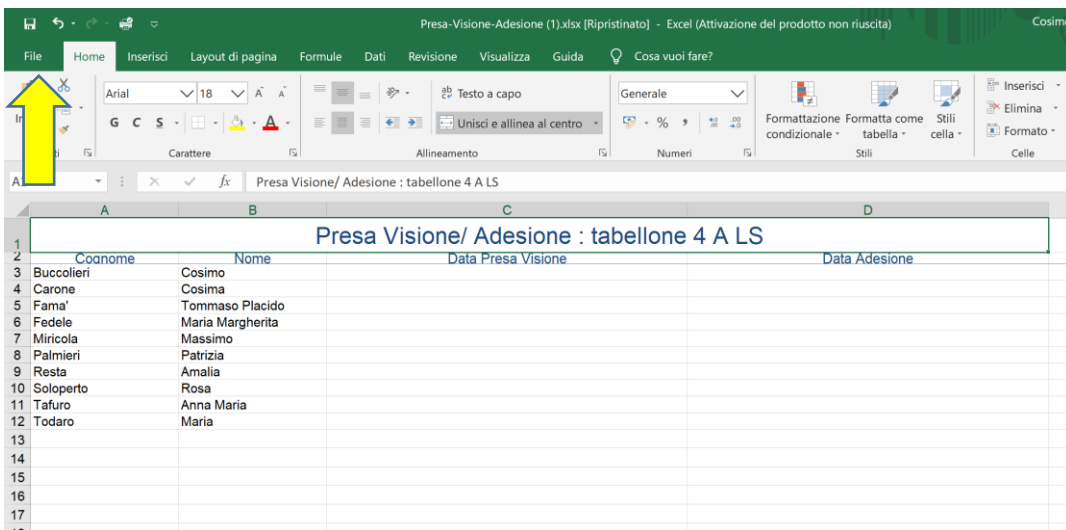 Presa-Visione-Adesione (1).xlsx [Ripristinato] - Excel (Attivazione del prodotto non riuscita) Cosimo
File Home Inserisci Layout di pagina Formule Dati Revisione Visualizza Guida Cosa vuoi fare?
Arial 18 A A Testo a capo Generale Inserisci
G C S A Unisci e allinea al centro % Formattazione condizionale Formatta come tabella Stili cella Elimina
Formato
Carattere Allineamento Numeri Stili Celle
fx Presa Visione/ Adesione : tabellone 4 A LS
A B C D
1 Presa Visione/ Adesione : tabellone 4 A LS
2 Cognome Nome Data Presa Visione Data Adesione
3 Buccolieri Cosimo
4 Carone Cosima
5 Fama' Tommaso Placido
6 Fedele Maria Margherita
7 Miricola Massimo
8 Palmieri Patrizia
9 Resta Amalia
10 Soloperto Rosa
11 Tafuro Anna Maria
12 Todaro Maria
13
14
15
16
17